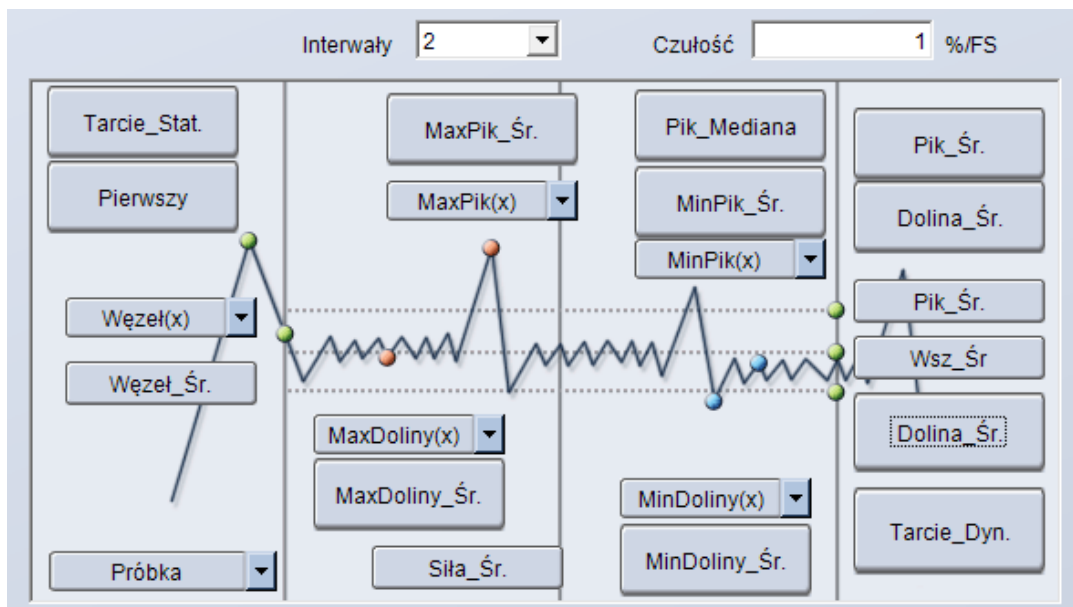 Interwały 2 Czułość 1 %/FS
Tarcie_Stat.
Pierwszy
Węzeł(x)
Węzeł_Śr.
Próbka
MaxPik_Śr.
MaxPik(x)
MaxDoliny(x)
MaxDoliny_Śr.
Siła_Śr.
Pik_Mediana
MinPik_Śr.
MinPik(x)
MinDoliny(x)
MinDoliny_Śr.
Pik_Śr.
Dolina_Śr.
Pik_Śr.
Wsz_Śr
Dolina_Śr.
Tarcie_Dyn.